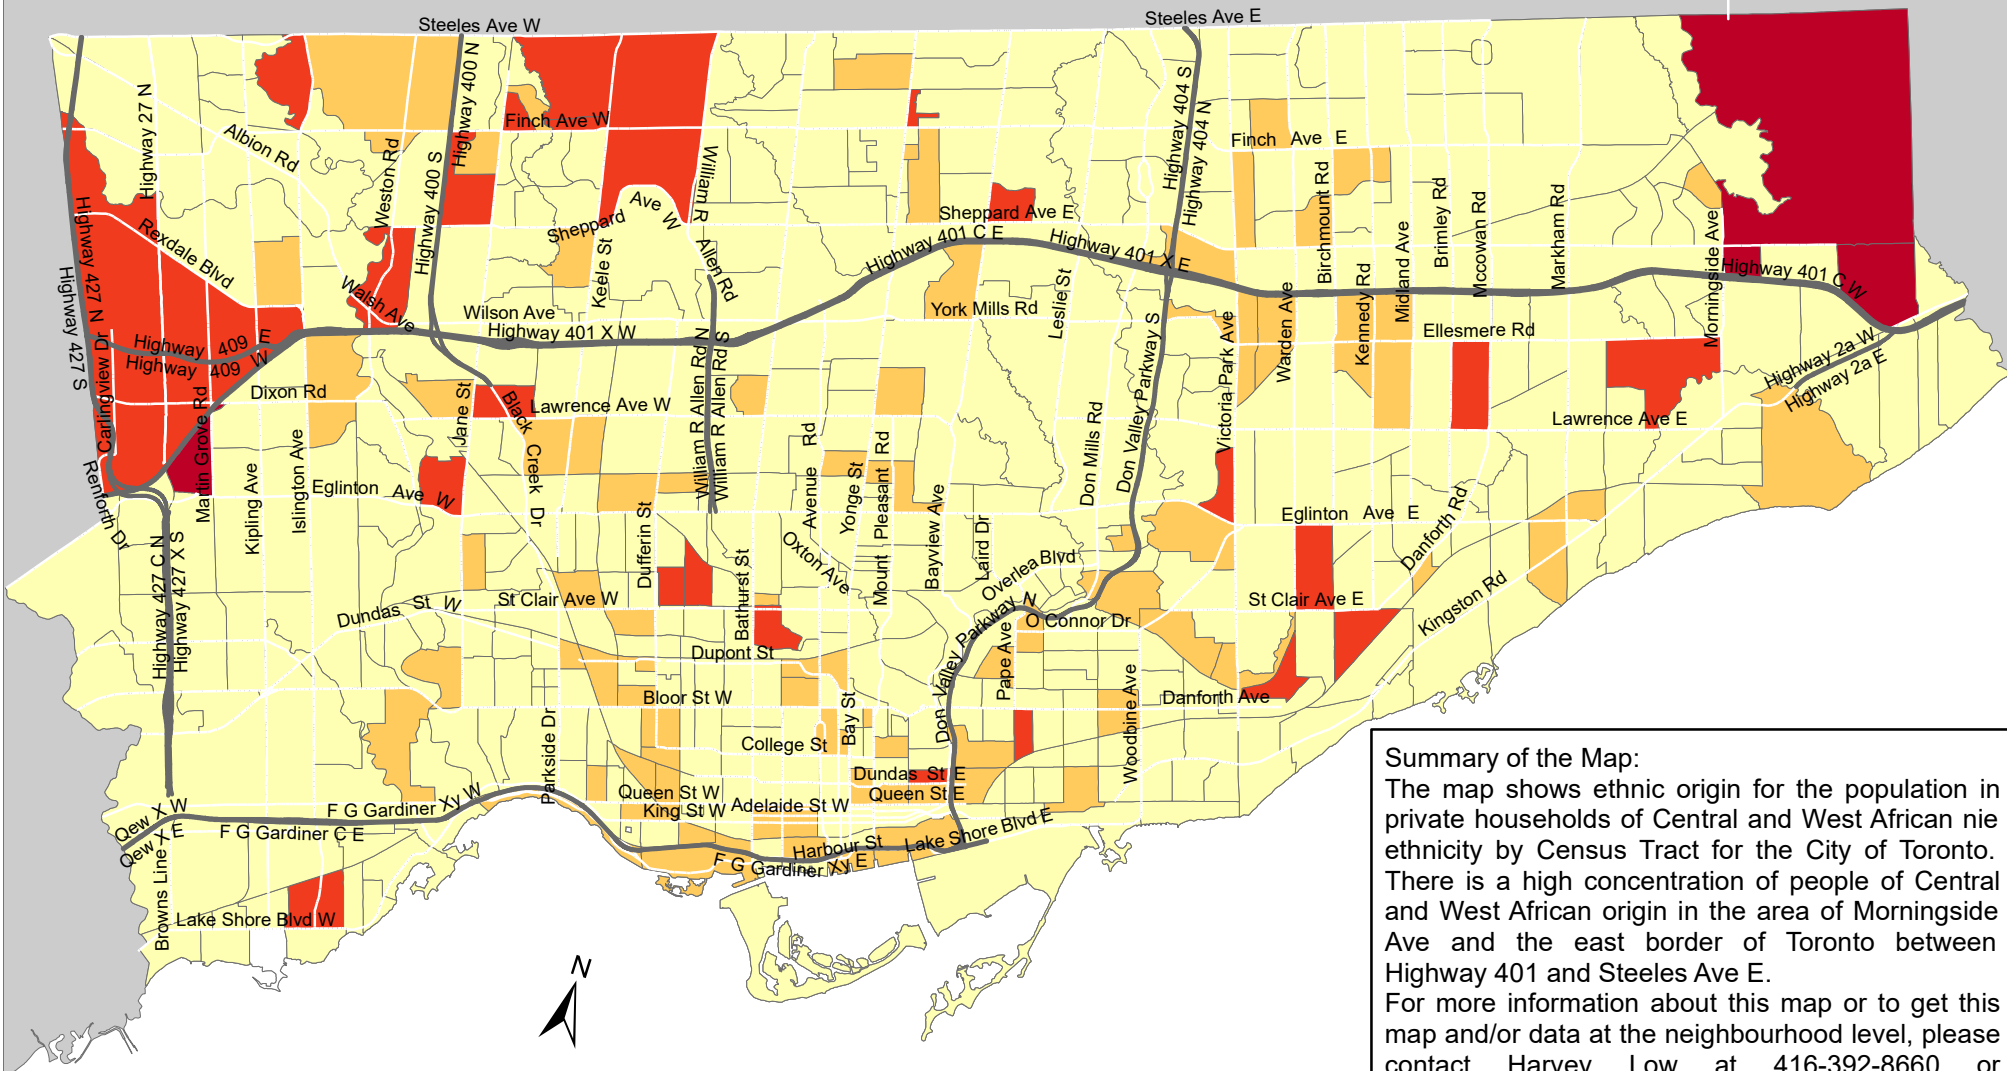 Steeles Ave W
Steeles Ave E
Highway 27 N
Albion Rd
Weston Rd
Highway 400 N
Highway 400 S
Finch Ave W
William R
Allen Rd
Sheppard
Ave W
Keele St
Highway 404 S
Highway 404 N
Finch Ave E
Sheppard Ave E
Highway 401 C E
Highway 401 X E
Birchmount Rd
Midland Ave
Brimley Rd
Mccowan Rd
Markham Rd
Morningside Ave
Highway 401 C W
Highway 427 N
Highway 427 S
Rexdale Blvd
Walsh Ave
Wilson Ave
Highway 401 X W
York Mills Rd
Leslie St
Warden Ave
Kennedy Rd
Ellesmere Rd
Highway 2a W
Highway 2a E
Highway 409 E
Highway 409 W
Carlingview Dr
Martin Grove Rd
Dixon Rd
Jane St
Black Creek Dr
Lawrence Ave W
William R Allen Rd N
William R Allen Rd S
Avenue Rd
Yonge St
Mount Pleasant Rd
Bayview Ave
Laird Dr
Don Mills Rd
Don Valley Parkway S
Victoria Park Ave
Lawrence Ave E
Renforth Dr
Kipling Ave
Islington Ave
Eglinton Ave W
Dufferin St
Bathurst St
Oxton Ave
Overlea Blvd
Eglinton Ave E
Danforth Rd
Kingston Rd
Highway 427 C N
Highway 427 X S
Dundas St W
St Clair Ave W
St Clair Ave E
O Connor Dr
Don Valley Parkway N
Pape Ave
Dupont St
Bloor St W
Danforth Ave
Woodbine Ave
Bay St
College St
Parkside Dr
Dundas St E
Queen St W
Queen St E
King St W
Adelaide St W
Qew X W
Qew X E
F G Gardiner Xy W
F G Gardiner C E
Harbour St
Lake Shore Blvd E
F G Gardiner Xy E
Browns Line
Lake Shore Blvd W
N
Summary of the Map:
The map shows ethnic origin for the population in
private households of Central and West African nie
ethnicity by Census Tract for the City of Toronto.
There is a high concentration of people of Central
and West African origin in the area of Morningside
Ave and the east border of Toronto between
Highway 401 and Steeles Ave E.
For more information about this map or to get this
map and/or data at the neighbourhood level, please
contact Harvey Low at 416-392-8660 or